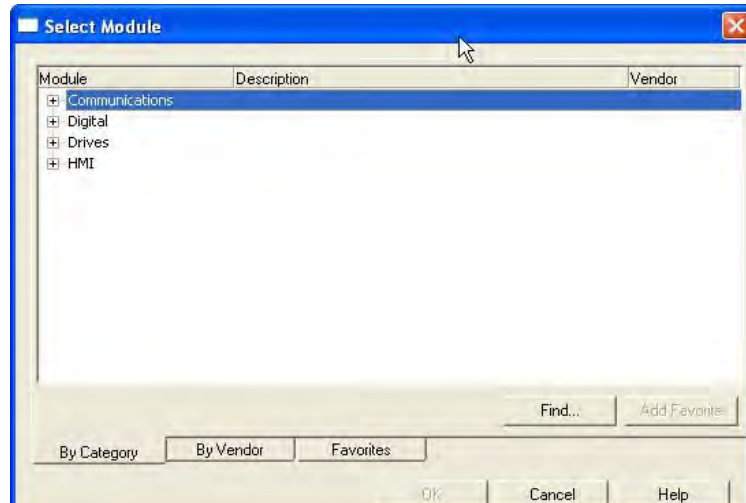 Select Module
Module Description Vendor
Communications
Digital
Drives
HMI
Find... Add Favorite
By Category By Vendor Favorites
OK Cancel Help